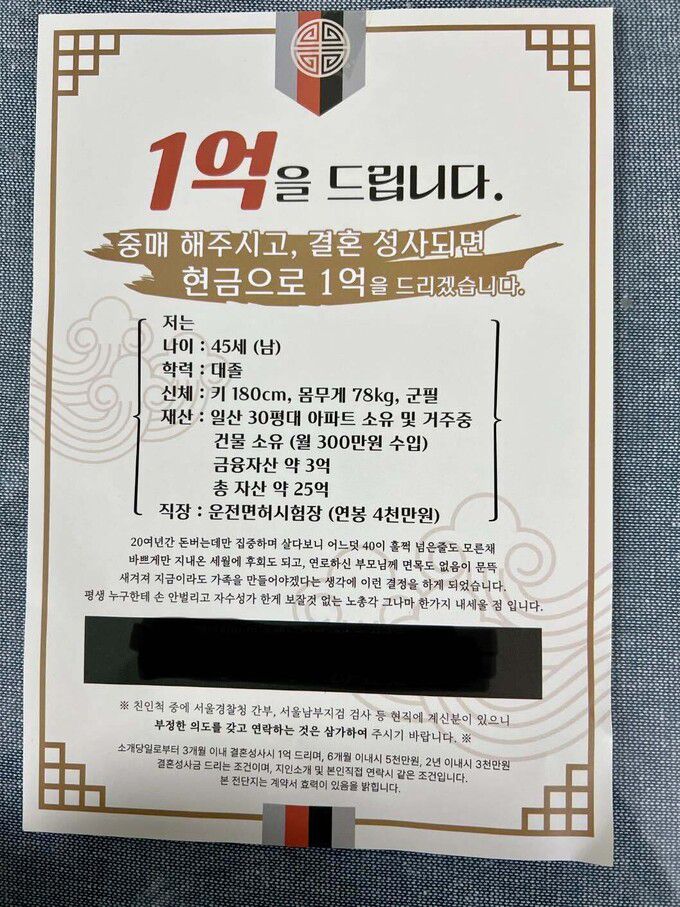 1억을 드립니다.
중매 해주시고, 결혼 성사되면
현금으로 1억을 드리겠습니다.
저는
나이 : 45세 (남)
학력 : 대졸
신체 : 키 180cm, 몸무게 78kg, 군필
재산 : 일산 30평대 아파트 소유 및 거주중
건물 소유 (월 300만원 수입)
금융자산 약 3억
총 자산 약 25억
직장 : 운전면허시험장 (연봉 4천만원)
20여년간 돈버는데만 집중하며 살다보니 어느덧 40이 훌쩍 넘은줄도 모른채
바쁘게만 지내온 세월에 후회도 되고, 연로하신 부모님께 면목도 없음이 문뜩
새겨져 지금이라도 가족을 만들어야겠다는 생각에 이런 결정을 하게 되었습니다.
평생 누구한테 손 안벌리고 자수성가 한게 보잘것 없는 노총각 그나마 한가지 내세울 점 입니다.
※ 친인척 중에 서울경찰청 간부, 서울남부지검 검사 등 현직에 계신분이 있으니
부정한 의도를 갖고 연락하는 것은 삼가하여 주시기 바랍니다. ※
소개당일로부터 3개월 이내 결혼성사시 1억 드리며, 6개월 이내시 5천만원, 2년 이내시 3천만원
결혼성사금 드리는 조건이며, 지인소개 및 본인직접 연락시 같은 조건입니다.
본 전단지는 계약서 효력이 있음을 밝힙니다.